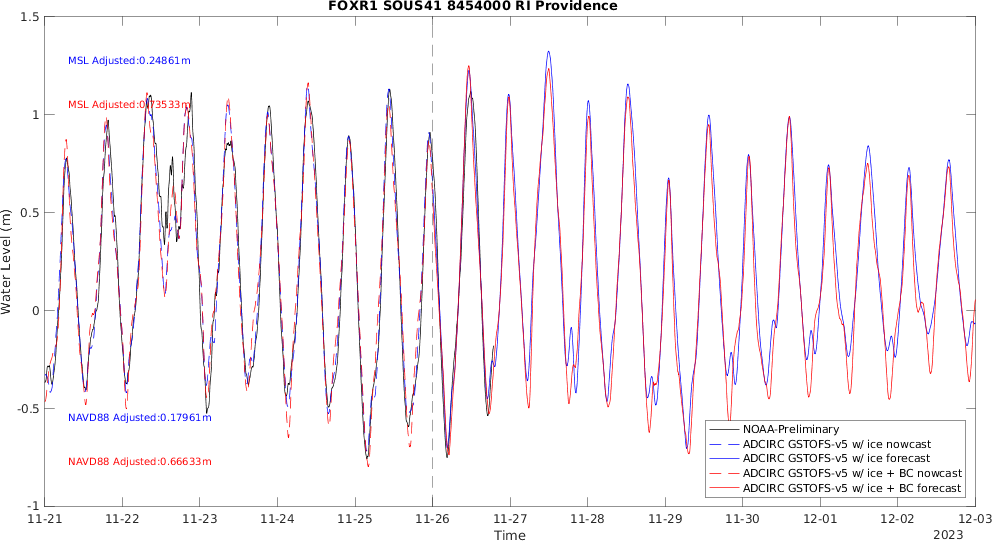 FOXR1 SOUS41 8454000 RI Providence
1.5
1
0.5
0
-0.5
-1
Water Level (m)
MSL Adjusted:0.24861m
MSL Adjusted:0.73533m
NAVD88 Adjusted:0.17961m
NAVD88 Adjusted:0.66633m
NOAA-Preliminary
ADCIRC GSTOFS-v5 w/ ice nowcast
ADCIRC GSTOFS-v5 w/ ice forecast
ADCIRC GSTOFS-v5 w/ ice + BC nowcast
ADCIRC GSTOFS-v5 w/ ice + BC forecast
11-21 11-22 11-23 11-24 11-25 11-26 11-27 11-28 11-29 11-30 12-01 12-02 12-03
Time
2023